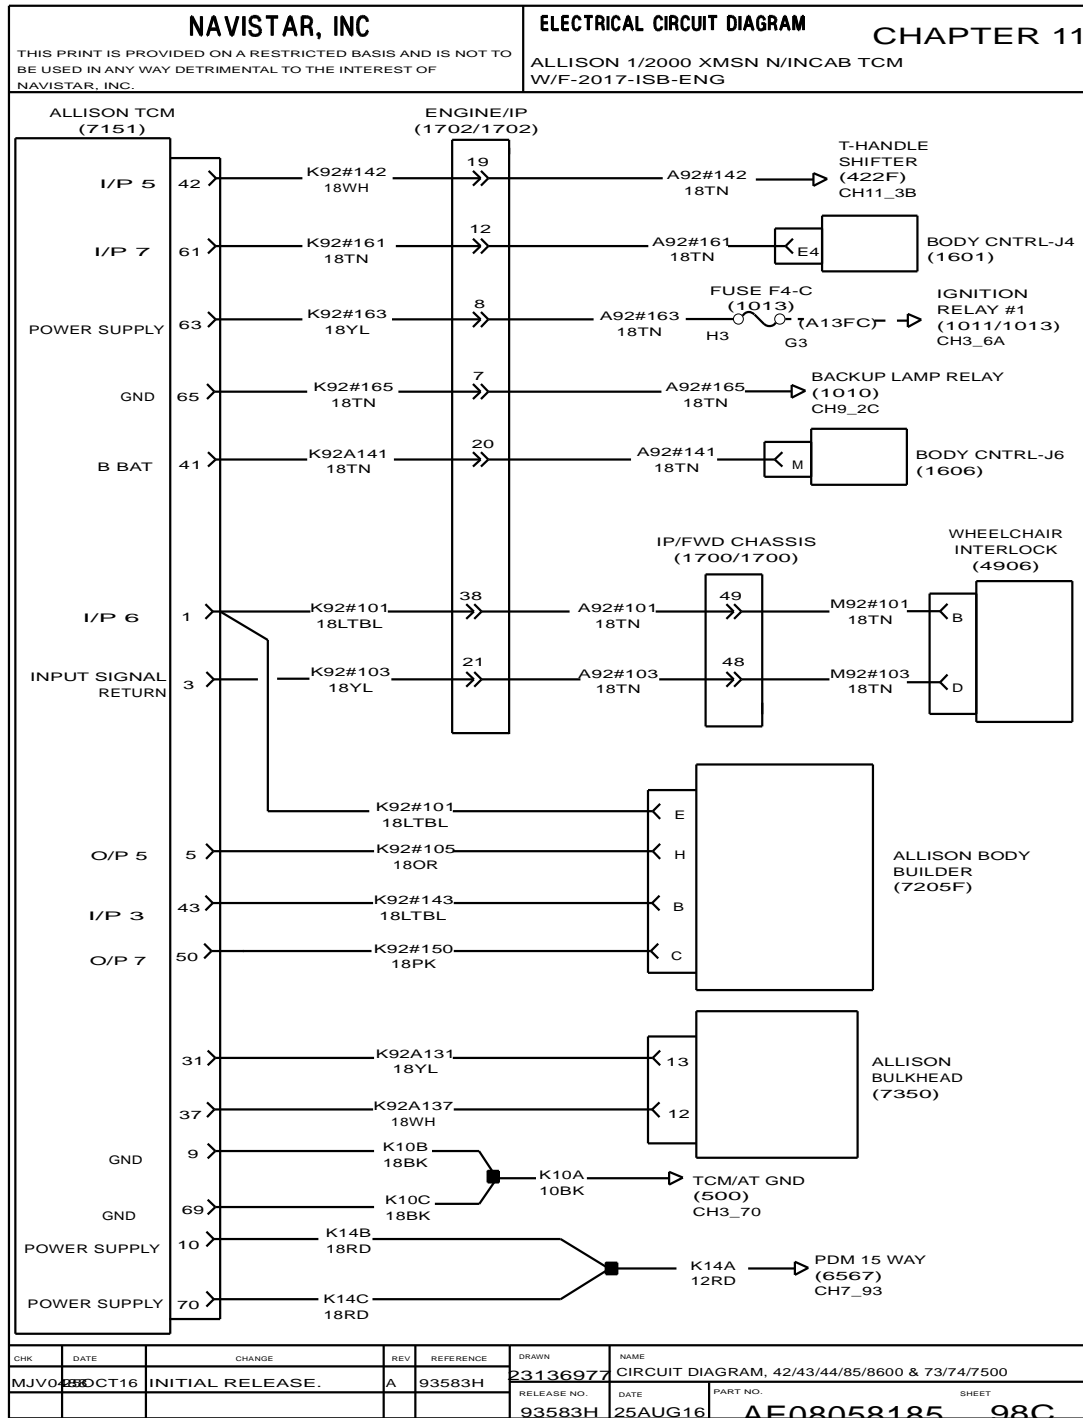 NAVISTAR, INC
THIS PRINT IS PROVIDED ON A RESTRICTED BASIS AND IS NOT TO
BE USED IN ANY WAY DETRIMENTAL TO THE INTEREST OF
NAVISTAR, INC.
ELECTRICAL CIRCUIT DIAGRAM
CHAPTER 11
ALLISON 1/2000 XMSN N/INCAB TCM
W/F-2017-ISB-ENG
ALLISON TCM
(7151)
ENGINE/IP
(1702/1702)
I/P 5 42 K92#142 19 A92#142
18WH 18TN
T-HANDLE
SHIFTER
(422F)
CH11_3B
I/P 7 61 K92#161 12 A92#161 E4
18TN 18TN
BODY CNTRL-J4
(1601)
POWER SUPPLY 63 K92#163 8 A92#163
18YL 18TN
FUSE F4-C
(1013)
H3 G3 (A13FC)
IGNITION
RELAY #1
(1011/1013)
CH3_6A
GND 65 K92#165 7 A92#165
18TN 18TN
BACKUP LAMP RELAY
(1010)
CH9_2C
B BAT 41 K92A141 20 A92#141 M
18TN 18TN
BODY CNTRL-J6
(1606)
IP/FWD CHASSIS
(1700/1700)
WHEELCHAIR
INTERLOCK
(4906)
I/P 6 1 K92#101 38 A92#101 49 M92#101 B
18LTBL 18TN 18TN
INPUT SIGNAL
RETURN 3 K92#103 21 A92#103 48 M92#103 D
18YL 18TN 18TN
K92#101 E
18LTBL
O/P 5 5 K92#105 H
18OR
I/P 3 43 K92#143 B
18LTBL
O/P 7 50 K92#150 C
18PK
ALLISON BODY
BUILDER
(7205F)
31 K92A131 13
18YL
37 K92A137 12
18WH
ALLISON
BULKHEAD
(7350)
GND 9 K10B
18BK
K10A
10BK
TCM/AT GND
(500)
CH3_70
GND 69 K10C
18BK
POWER SUPPLY 10 K14B
18RD
K14A
12RD
PDM 15 WAY
(6567)
CH7_93
POWER SUPPLY 70 K14C
18RD
CHK DATE CHANGE REV REFERENCE DRAWN NAME
INITIAL RELEASE. A 93583H 23136977 CIRCUIT DIAGRAM, 42/43/44/85/8600 & 73/74/7500
RELEASE NO. DATE PART NO. SHEET
93583H 25AUG16 AE08058185 98C